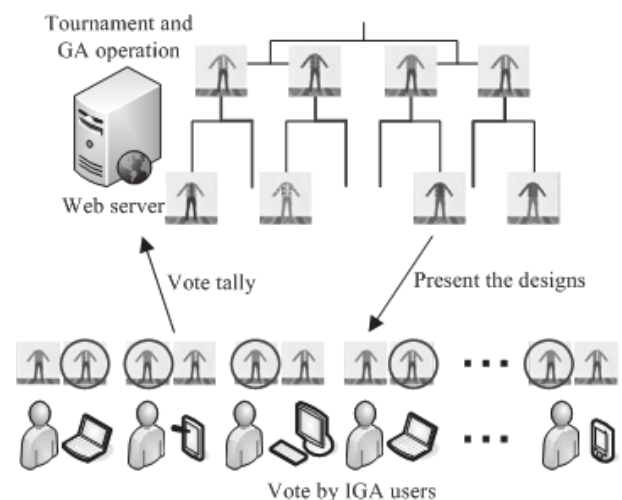 Tournament and
GA operation
Web server
Vote tally
Present the designs
Vote by IGA users